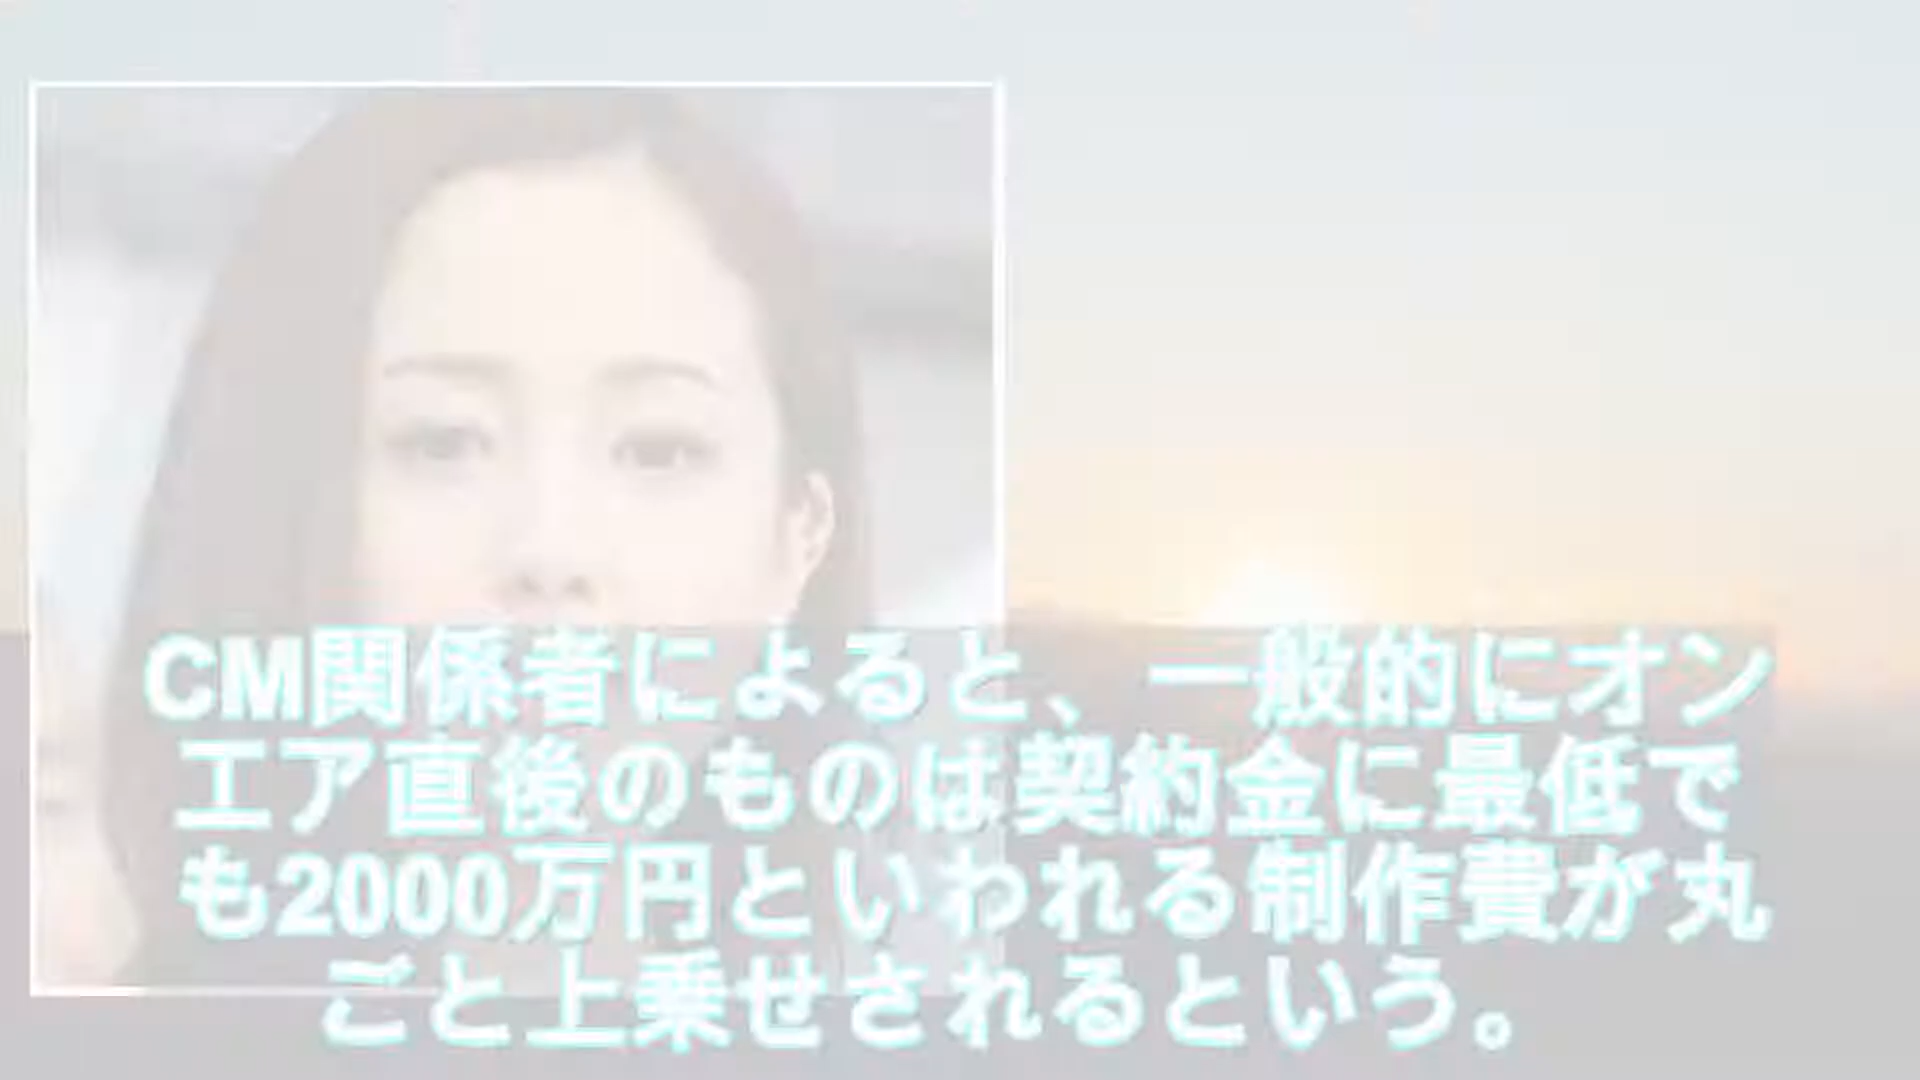 CM関係者によると、一般的にオン
エア直後のものは契約金に最低で
も2000万円といわれる制作費が丸
ごと上乗せされるという。